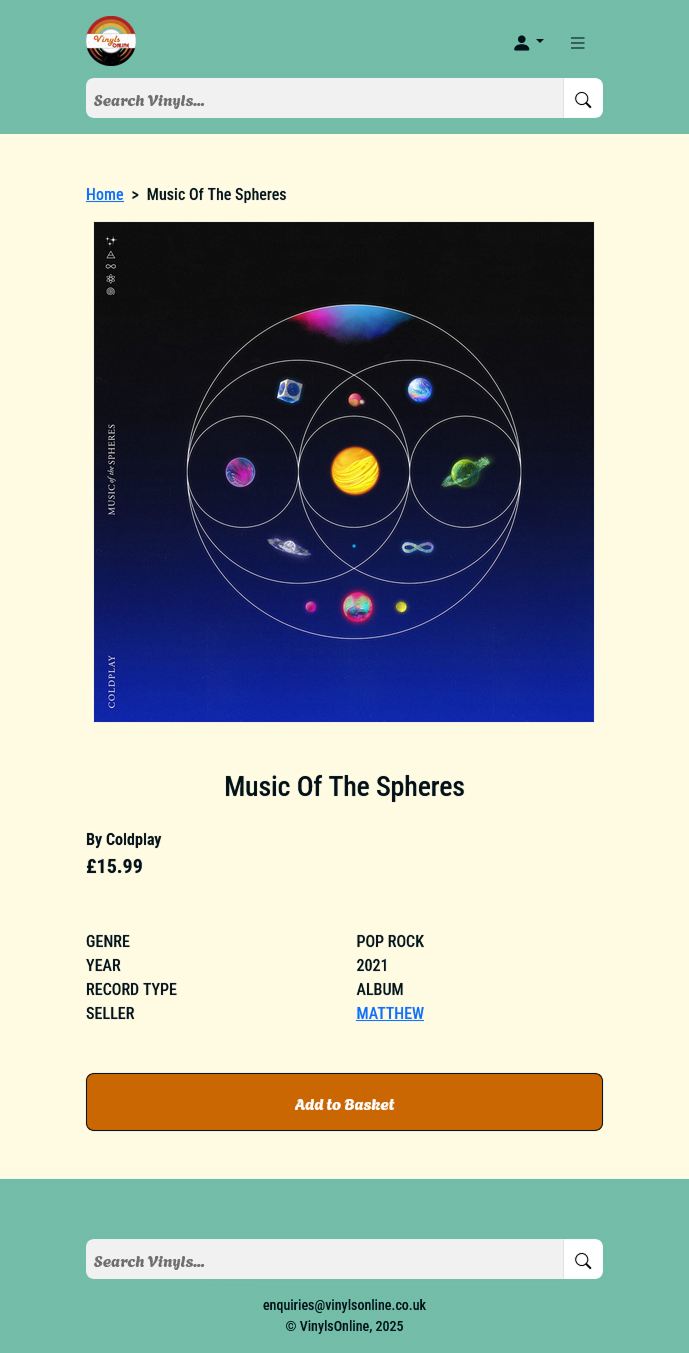 Vinyls
ONLINE
Search Vinyls...
Home > Music Of The Spheres
MUSIC of the SPHERES
COLDPLAY
Music Of The Spheres
By Coldplay
£15.99
GENRE POP ROCK
YEAR 2021
RECORD TYPE ALBUM
SELLER MATTHEW
Add to Basket
Search Vinyls...
enquiries@vinylsonline.co.uk
© VinylsOnline, 2025